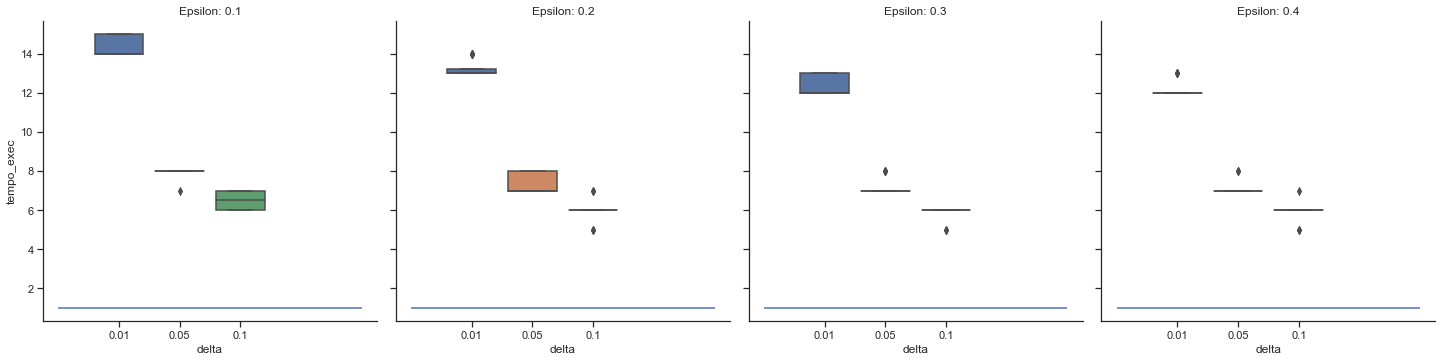 Epsilon: 0.1
Epsilon: 0.2
Epsilon: 0.3
Epsilon: 0.4
tempo_exec
14
12
10
8
6
4
2
0.01 0.05 0.1
0.01 0.05 0.1
0.01 0.05 0.1
0.01 0.05 0.1
delta
delta
delta
delta